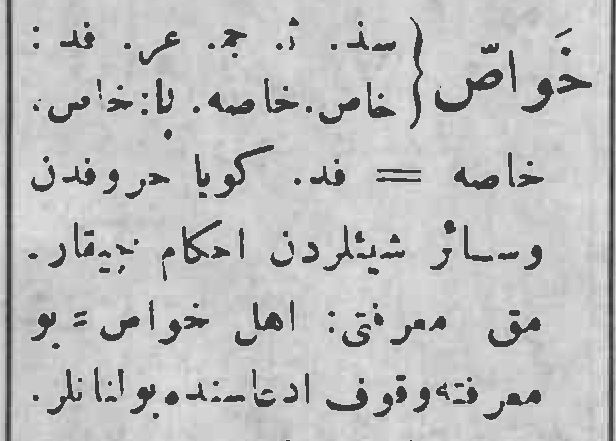 خَواصّ { سذ. ژ. جم. عر. فد :
خاص. خاصه. با: خاص،
خاصه = فد. كويا حروفدن
وسائر شيئلردن احكام چيقار.
مق معرفتى: اهل خواص = بو
معرفته وقوف ادعاسنده بولنانلر.